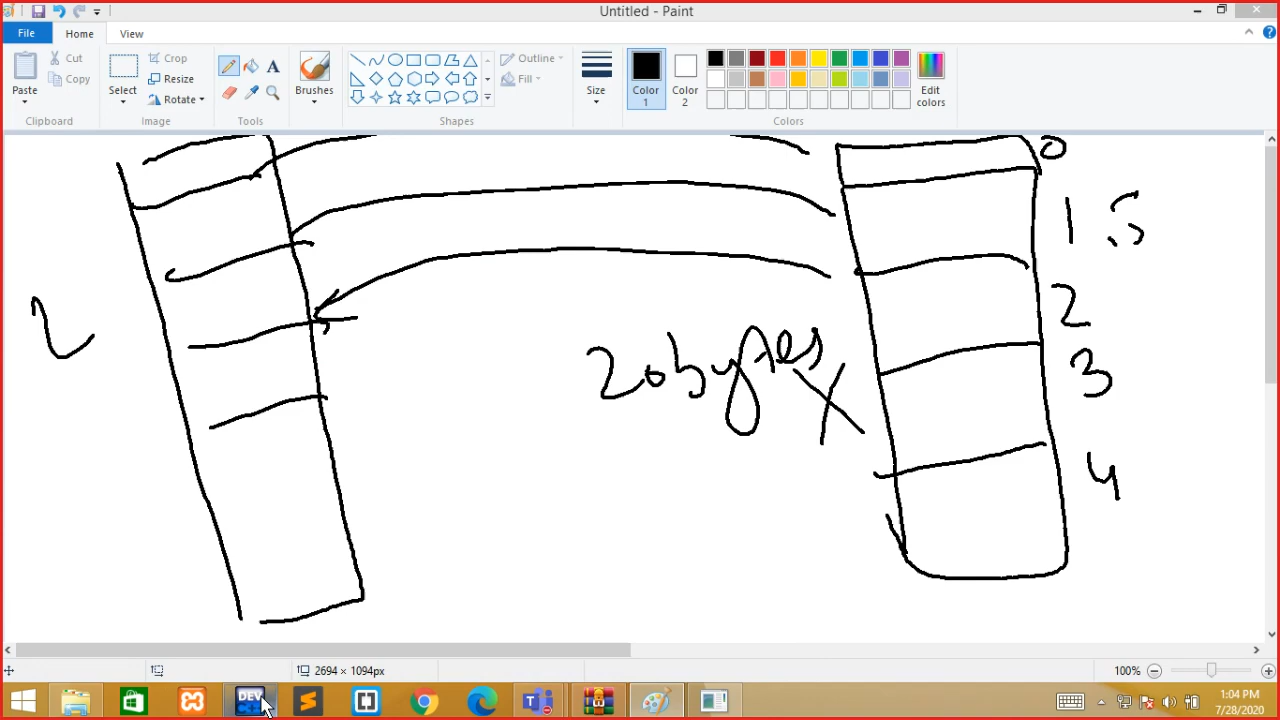 Untitled - Paint
File Home View
Paste
Cut
Copy
Clipboard
Select
Crop
Resize
Rotate
Image
A
Tools
Brushes
Shapes
Outline
Fill
Size
Color 1
Color 2
Colors
Edit colors
0
1 :5
2
2
3
20bytes
4
2694 × 1094px
100%
DEV
1:04 PM
7/28/2020